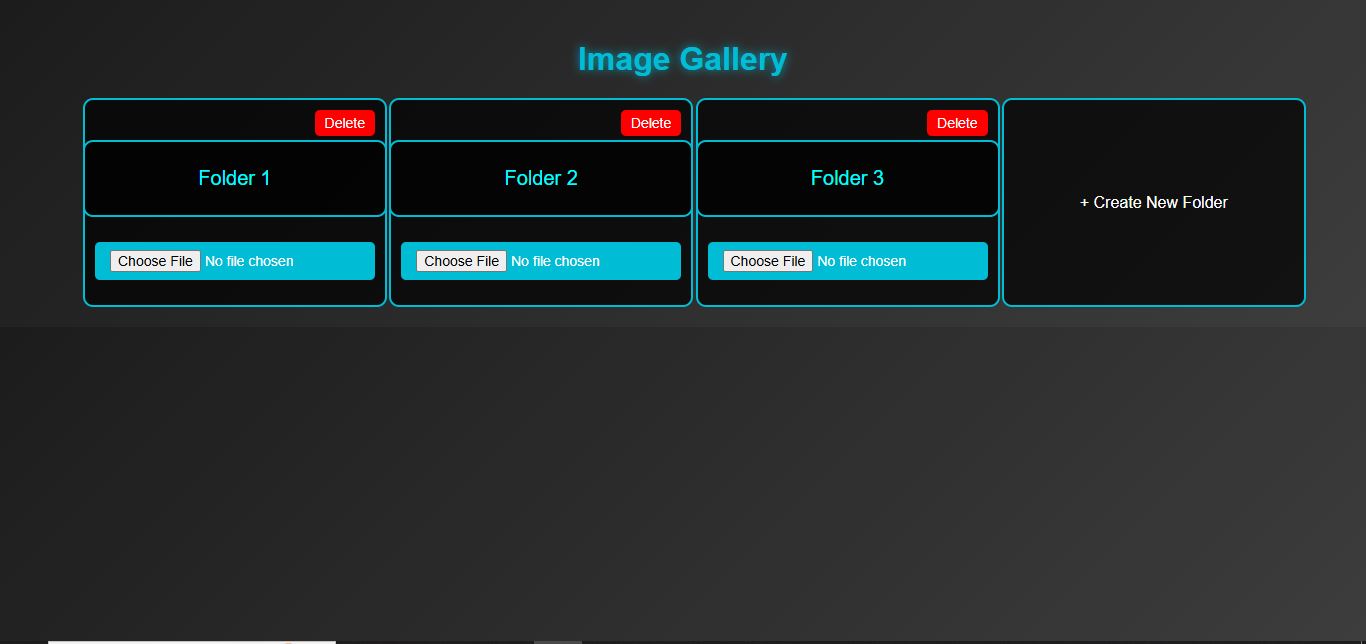 Image Gallery
Delete
Folder 1
Choose File No file chosen
Delete
Folder 2
Choose File No file chosen
Delete
Folder 3
Choose File No file chosen
+ Create New Folder